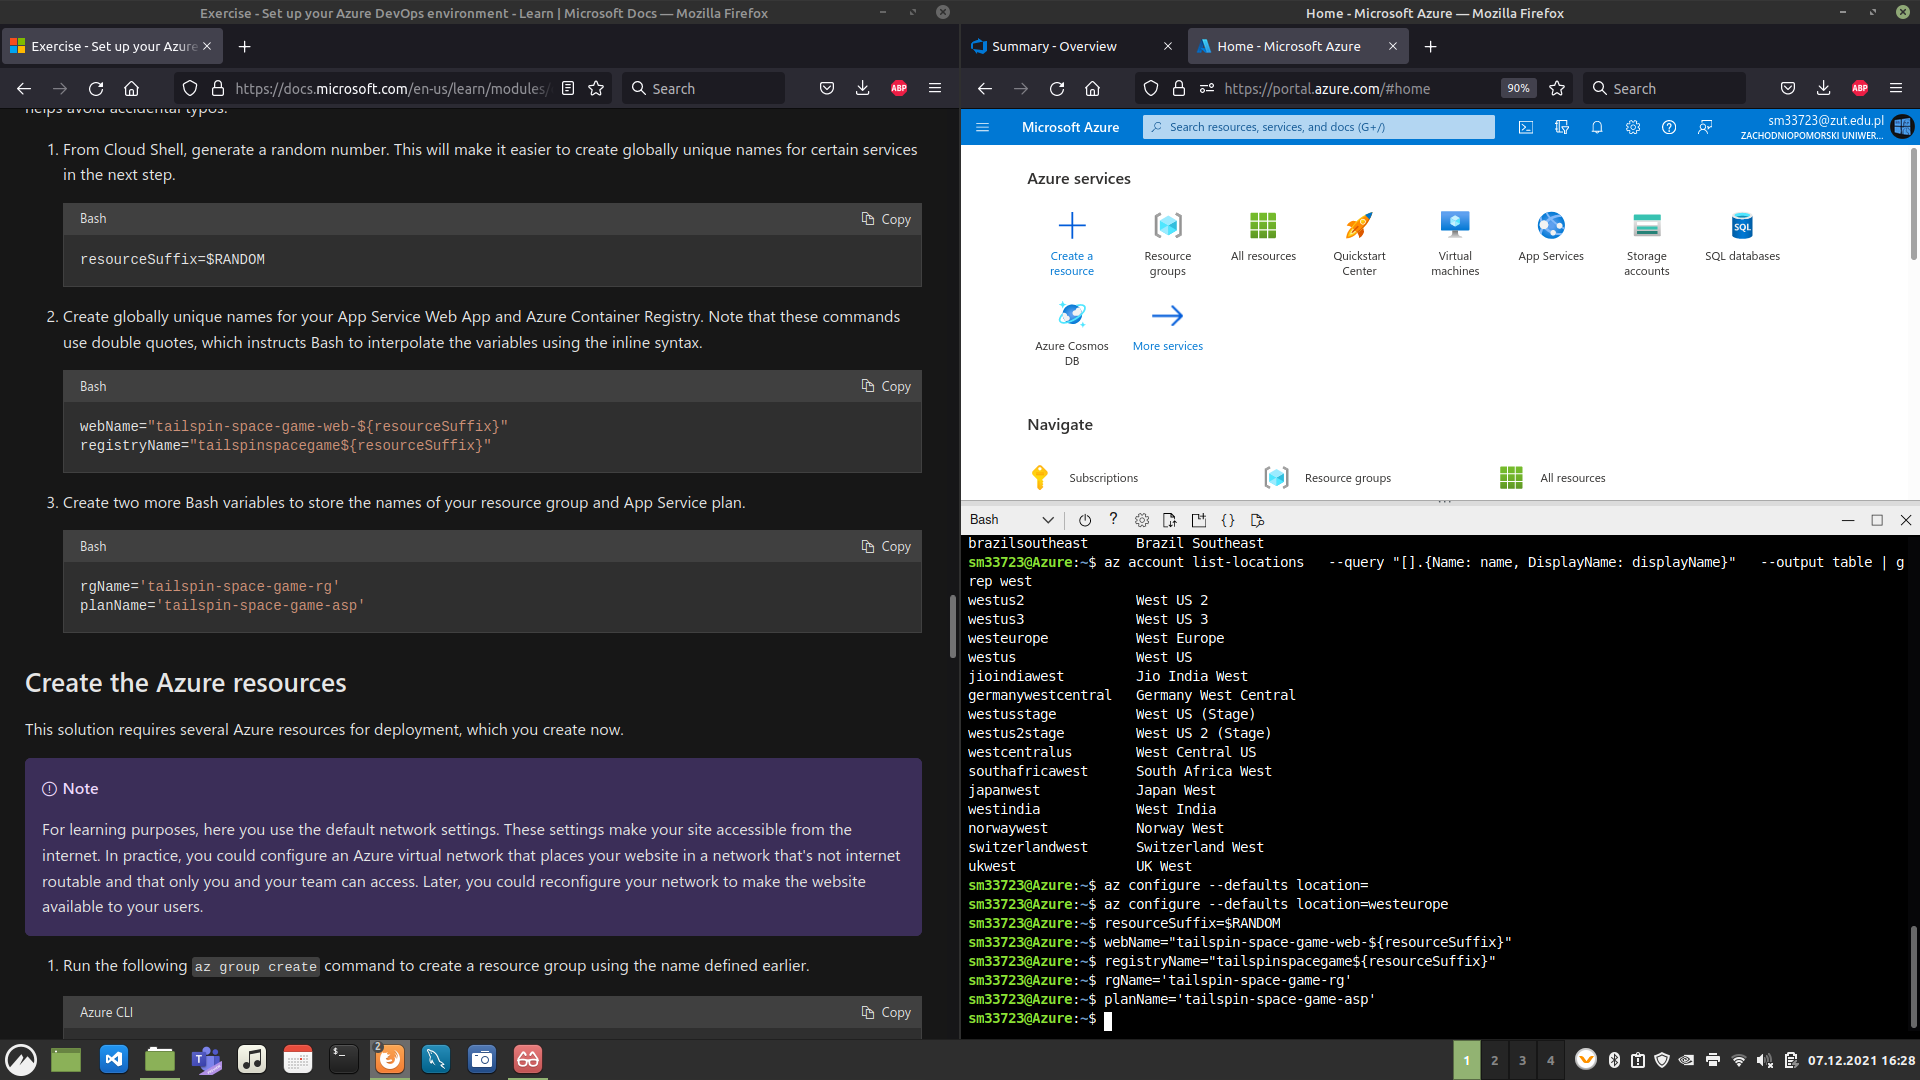 Exercise - Set up your Azure DevOps environment - Learn | Microsoft Docs — Mozilla Firefox
Exercise - Set up your Azure
https://docs.microsoft.com/en-us/learn/modules/
Search
ABP
helps avoid accidental typos.
1. From Cloud Shell, generate a random number. This will make it easier to create globally unique names for certain services
in the next step.
Bash
Copy
resourceSuffix=$RANDOM
2. Create globally unique names for your App Service Web App and Azure Container Registry. Note that these commands
use double quotes, which instructs Bash to interpolate the variables using the inline syntax.
Bash
Copy
webName="tailspin-space-game-web-${resourceSuffix}"
registryName="tailspinspacegame${resourceSuffix}"
3. Create two more Bash variables to store the names of your resource group and App Service plan.
Bash
Copy
rgName='tailspin-space-game-rg'
planName='tailspin-space-game-asp'
Create the Azure resources
This solution requires several Azure resources for deployment, which you create now.
Note
For learning purposes, here you use the default network settings. These settings make your site accessible from the
internet. In practice, you could configure an Azure virtual network that places your website in a network that's not internet
routable and that only you and your team can access. Later, you could reconfigure your network to make the website
available to your users.
1. Run the following az group create command to create a resource group using the name defined earlier.
Azure CLI
Copy
Home - Microsoft Azure — Mozilla Firefox
Summary - Overview
Home - Microsoft Azure
https://portal.azure.com/#home
90%
Search
ABP
Microsoft Azure
Search resources, services, and docs (G+/)
sm33723@zut.edu.pl
ZACHODNIOPOMORSKI UNIWER...
Azure services
Create a
resource
Resource
groups
All resources
Quickstart
Center
Virtual
machines
App Services
Storage
accounts
SQL
SQL databases
Azure Cosmos
DB
More services
Navigate
Subscriptions
Resource groups
All resources
Bash
brazilsoutheast Brazil Southeast
sm33723@Azure:~$ az account list-locations   --query "[].{Name: name, DisplayName: displayName}"   --output table | g
rep west
westus2 West US 2
westus3 West US 3
westeurope West Europe
westus West US
jioindiawest Jio India West
germanywestcentral Germany West Central
westusstage West US (Stage)
westus2stage West US 2 (Stage)
westcentralus West Central US
southafricawest South Africa West
japanwest Japan West
westindia West India
norwaywest Norway West
switzerlandwest Switzerland West
ukwest UK West
sm33723@Azure:~$ az configure --defaults location=
sm33723@Azure:~$ az configure --defaults location=westeurope
sm33723@Azure:~$ resourceSuffix=$RANDOM
sm33723@Azure:~$ webName="tailspin-space-game-web-${resourceSuffix}"
sm33723@Azure:~$ registryName="tailspinspacegame${resourceSuffix}"
sm33723@Azure:~$ rgName='tailspin-space-game-rg'
sm33723@Azure:~$ planName='tailspin-space-game-asp'
sm33723@Azure:~$
2
1 2 3 4
07.12.2021 16:28